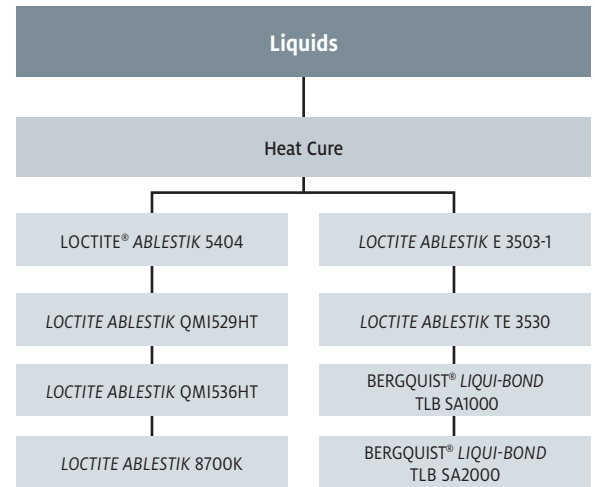 Liquids
Heat Cure
LOCTITE® ABLESTIK 5404
LOCTITE ABLESTIK QMI529HT
LOCTITE ABLESTIK QMI536HT
LOCTITE ABLESTIK 8700K
LOCTITE ABLESTIK E 3503-1
LOCTITE ABLESTIK TE 3530
BERGQUIST® LIQUI-BOND
TLB SA1000
BERGQUIST® LIQUI-BOND
TLB SA2000